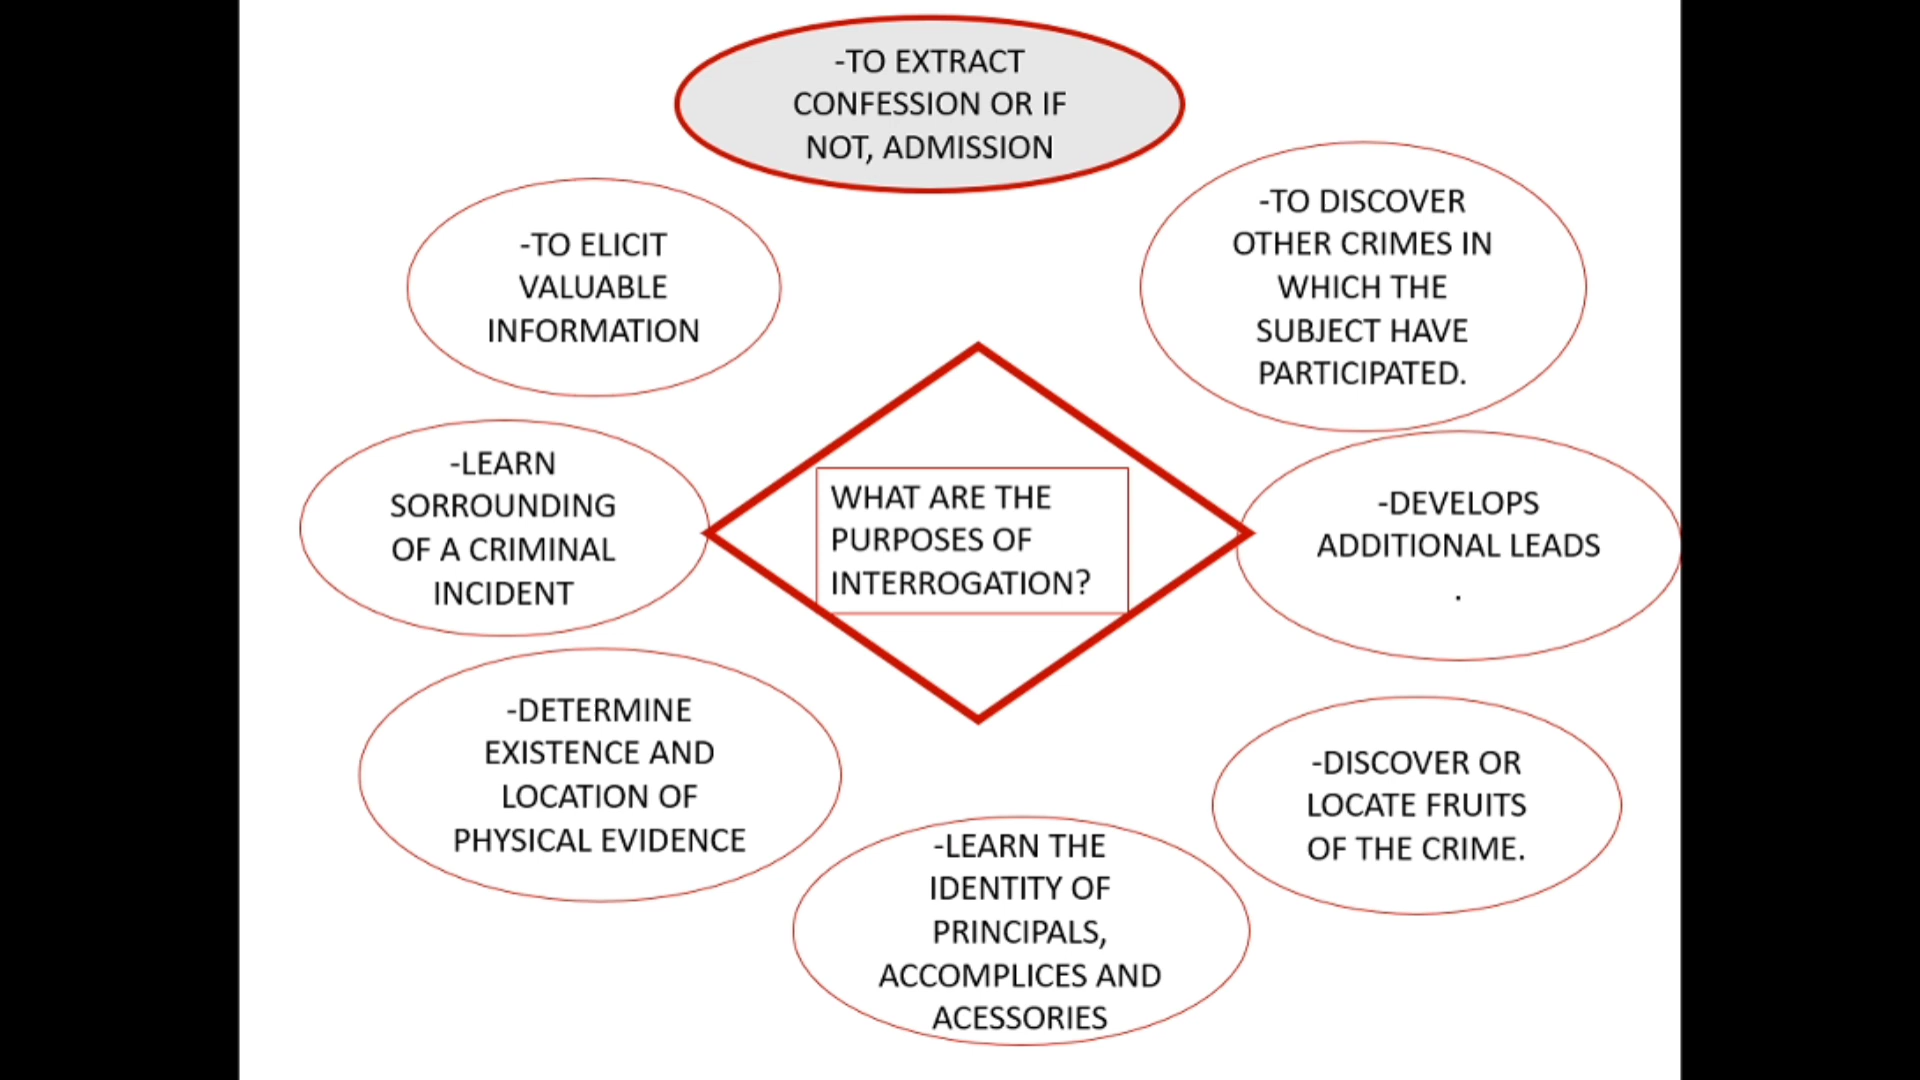 -TO EXTRACT
CONFESSION OR IF
NOT, ADMISSION
-TO ELICIT
VALUABLE
INFORMATION
-TO DISCOVER
OTHER CRIMES IN
WHICH THE
SUBJECT HAVE
PARTICIPATED.
-LEARN
SORROUNDING
OF A CRIMINAL
INCIDENT
WHAT ARE THE
PURPOSES OF
INTERROGATION?
-DEVELOPS
ADDITIONAL LEADS
.
-DETERMINE
EXISTENCE AND
LOCATION OF
PHYSICAL EVIDENCE
-DISCOVER OR
LOCATE FRUITS
OF THE CRIME.
-LEARN THE
IDENTITY OF
PRINCIPALS,
ACCOMPLICES AND
ACESSORIES